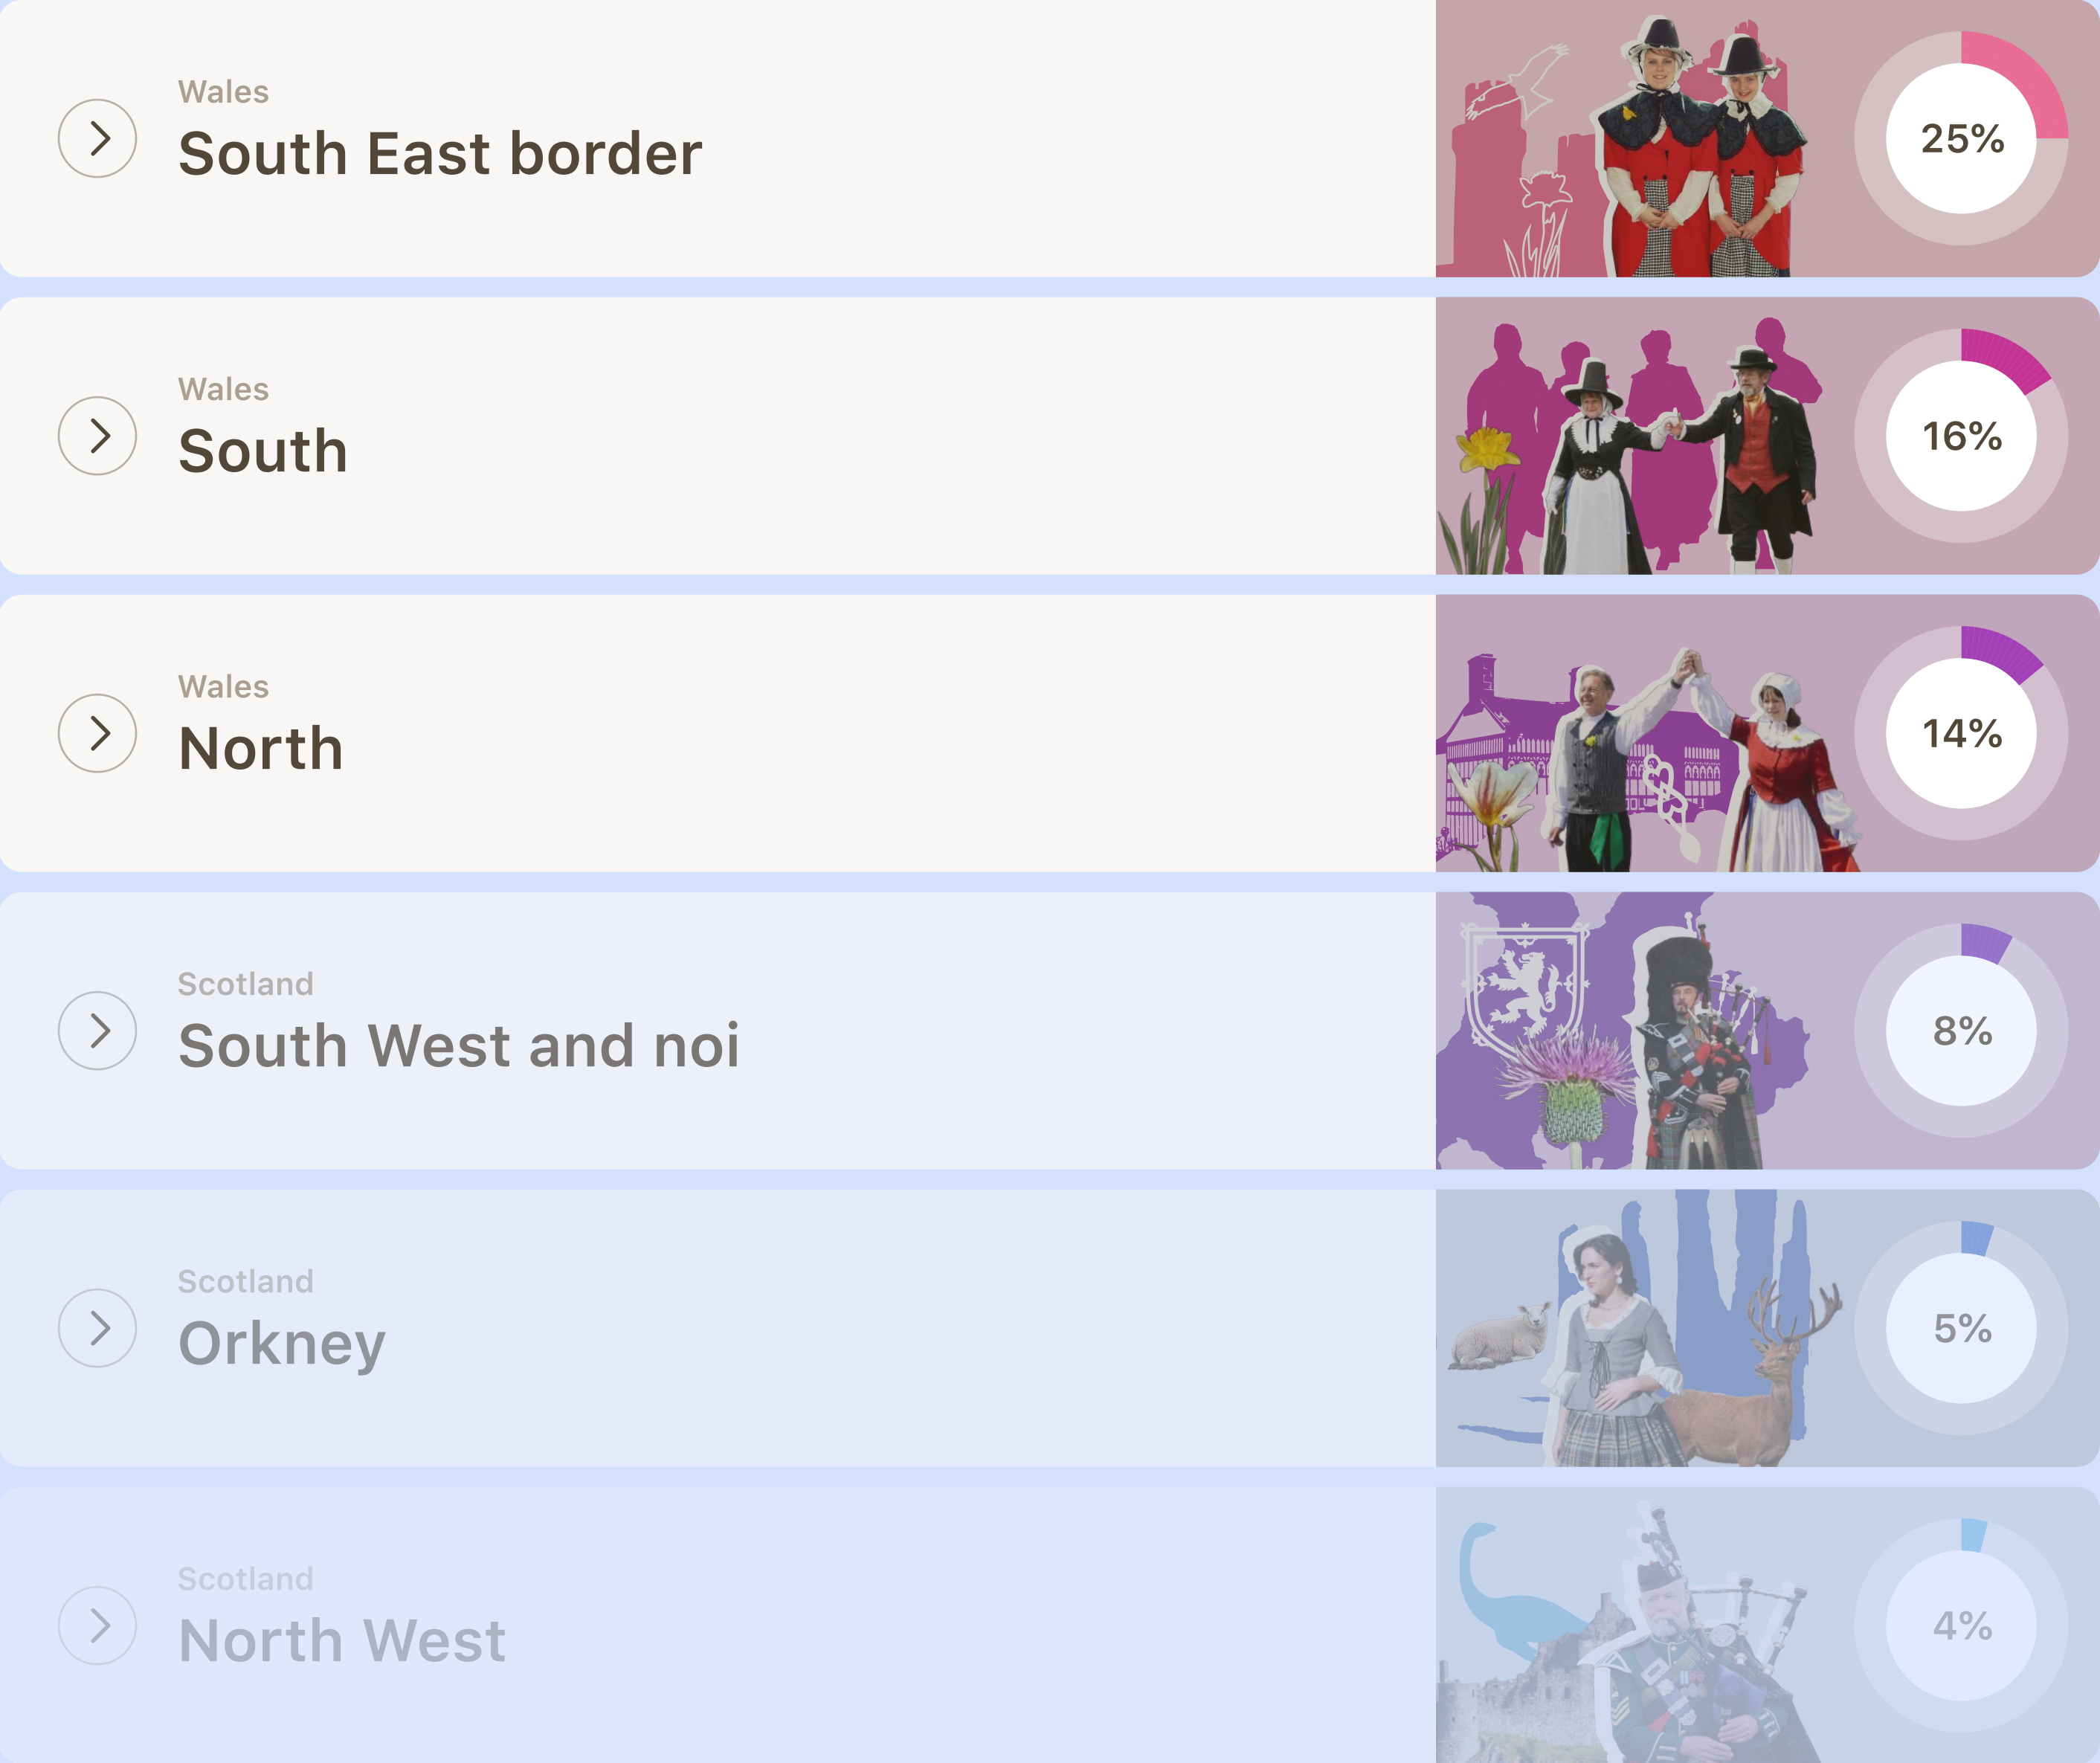 Wales
South East border
25%
Wales
South
16%
Wales
North
14%
Scotland
South West and noi
8%
Scotland
Orkney
5%
Scotland
North West
4%